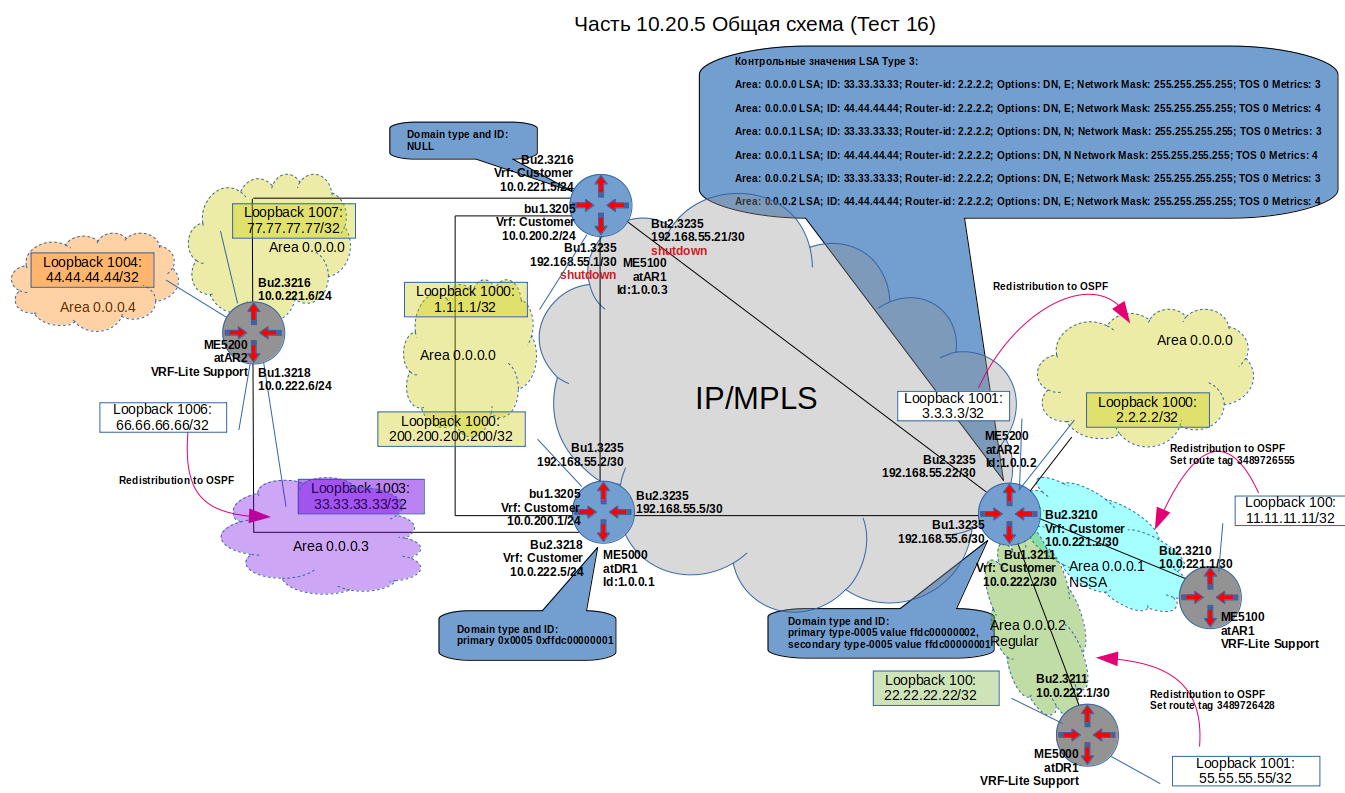 Часть 10.20.5 Общая схема (Тест 16)
Контрольные значения LSA Type 3:
Area: 0.0.0.0 LSA; ID: 33.33.33.33; Router-id: 2.2.2.2; Options: DN, E; Network Mask: 255.255.255.255; TOS 0 Metrics: 3
Area: 0.0.0.0 LSA; ID: 44.44.44.44; Router-id: 2.2.2.2; Options: DN, E; Network Mask: 255.255.255.255; TOS 0 Metrics: 4
Area: 0.0.0.1 LSA; ID: 33.33.33.33; Router-id: 2.2.2.2; Options: DN, N; Network Mask: 255.255.255.255; TOS 0 Metrics: 3
Area: 0.0.0.1 LSA; ID: 44.44.44.44; Router-id: 2.2.2.2; Options: DN, N Network Mask: 255.255.255.255; TOS 0 Metrics: 4
Area: 0.0.0.2 LSA; ID: 33.33.33.33; Router-id: 2.2.2.2; Options: DN, E; Network Mask: 255.255.255.255; TOS 0 Metrics: 3
Area: 0.0.0.2 LSA; ID: 44.44.44.44; Router-id: 2.2.2.2; Options: DN, E; Network Mask: 255.255.255.255; TOS 0 Metrics: 4
Domain type and ID:
NULL
Bu2.3216
Vrf: Customer
10.0.221.5/24
bu1.3205
Vrf: Customer
10.0.200.2/24
Bu1.3235
192.168.55.1/30
shutdown
Bu2.3235
192.168.55.21/30
shutdown
ME5100
atAR1
Id:1.0.0.3
Loopback 1007:
77.77.77.77/32
Area 0.0.0.0
Loopback 1004:
44.44.44.44/32
Area 0.0.0.4
Bu2.3216
10.0.221.6/24
ME5200
atAR2
VRF-Lite Support
Bu1.3218
10.0.222.6/24
Loopback 1000:
1.1.1.1/32
Area 0.0.0.0
Loopback 1000:
200.200.200.200/32
Loopback 1006:
66.66.66.66/32
Redistribution to OSPF
Loopback 1003:
33.33.33.33/32
Area 0.0.0.3
IP/MPLS
Bu1.3235
192.168.55.2/30
bu1.3205
Vrf: Customer
10.0.200.1/24
Bu2.3235
192.168.55.5/30
Bu2.3218
Vrf: Customer
10.0.222.5/24
ME5000
atDR1
Id:1.0.0.1
Domain type and ID:
primary 0x0005 0xffdc00000001
Redistribution to OSPF
Area 0.0.0.0
Loopback 1001:
3.3.3.3/32
Loopback 1000:
2.2.2.2/32
ME5200
atAR2
Id:1.0.0.2
Bu2.3235
192.168.55.22/30
Bu1.3235
192.168.55.6/30
Redistribution to OSPF
Set route tag 3489726555
Loopback 100:
11.11.11.11/32
Bu2.3210
Vrf: Customer
10.0.221.2/30
Bu2.3210
10.0.221.1/30
Bu1.3211
Vrf: Customer
10.0.222.2/30
Area 0.0.0.1
NSSA
ME5100
atAR1
VRF-Lite Support
Domain type and ID:
primary type-0005 value ffdc00000002,
secondary type-0005 value ffdc00000001
Area 0.0.0.2
Regular
Loopback 100:
22.22.22.22/32
Bu2.3211
10.0.222.1/30
Redistribution to OSPF
Set route tag 3489726428
ME5000
atDR1
VRF-Lite Support
Loopback 1001:
55.55.55.55/32